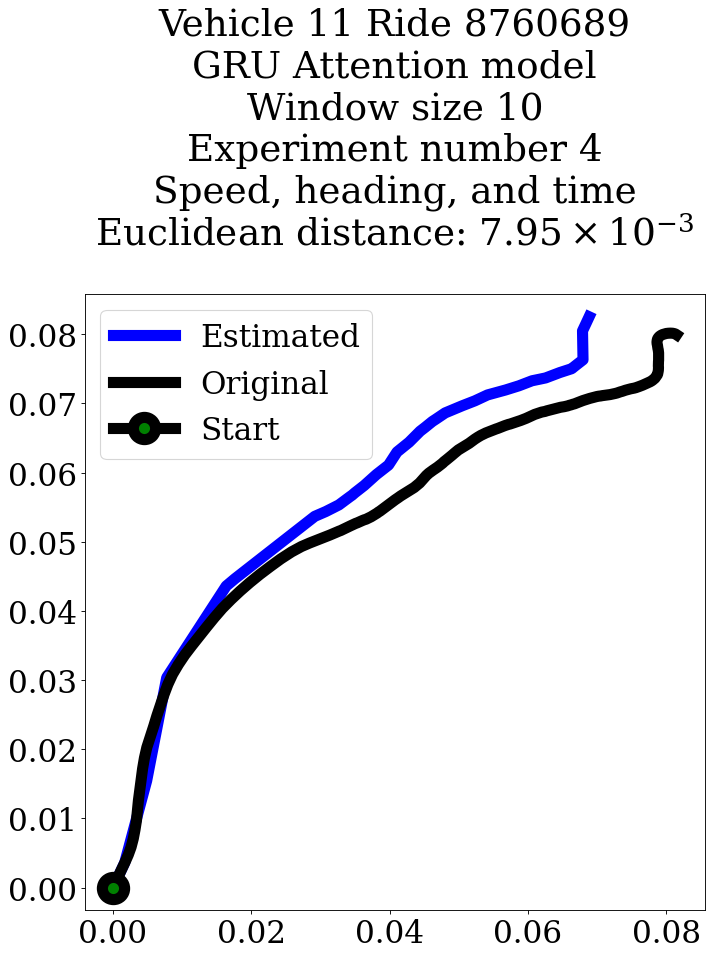 Vehicle 11 Ride 8760689
GRU Attention model
Window size 10
Experiment number 4
Speed, heading, and time
Euclidean distance: 7.95 × 10⁻³
Estimated
Original
Start
0.08
0.07
0.06
0.05
0.04
0.03
0.02
0.01
0.00
0.00 0.02 0.04 0.06 0.08